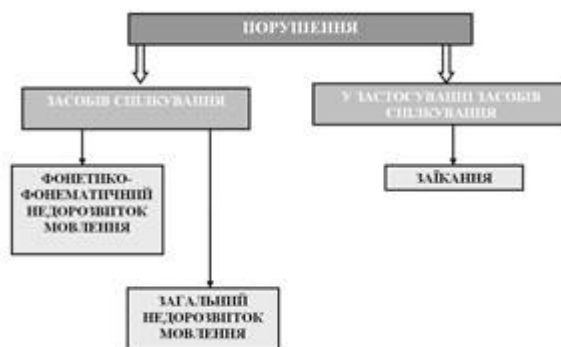 ПОРУШЕННЯ
ЗАСОБІВ СПІЛКУВАННЯ
У ЗАСТОСУВАННІ ЗАСОБІВ
СПІЛКУВАННЯ
ФОНЕТИКО-
ФОНЕМАТИЧНИЙ
НЕДОРОЗВИТОК
МОВЛЕННЯ
ЗАЇКАННЯ
ЗАГАЛЬНИЙ
НЕДОРОЗВИТОК
МОВЛЕННЯ